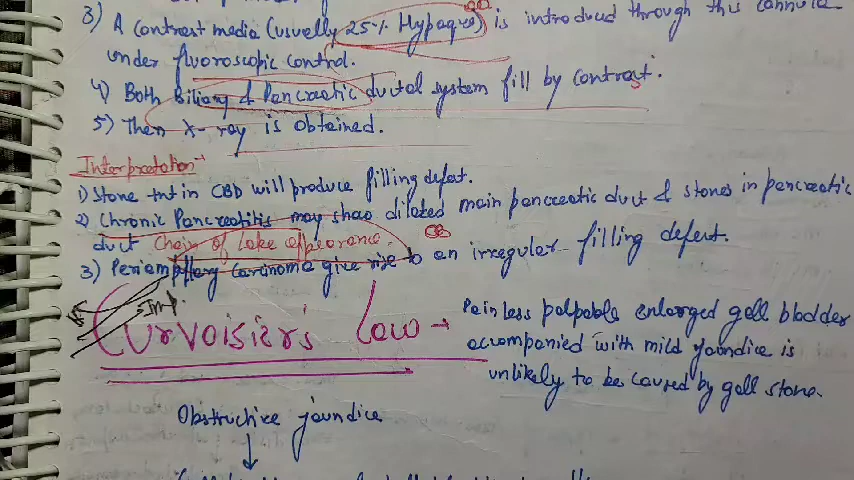 3) A contrast media (usually 25% Hypaque) is introduced through this cannula
under fluoroscopic control.
4) Both Biliary & Pancreatic ductal system fill by contrast.
5) Then X-ray is obtained.
Interpretation→
1) Stone tnt in CBD will produce filling defect.
2) Chronic Pancreatitis may show dilated main pancreatic duct & stones in pancreatic
duct chain of lake appearance.
3) Periampullary carcinoma give rise to an irregular filling defect.
Imp.
Curvoisier's Law → Painless palpable enlarged gall bladder
accompanied with mild jaundice is
unlikely to be caused by gall stone.
Obstructive jaundice
↓